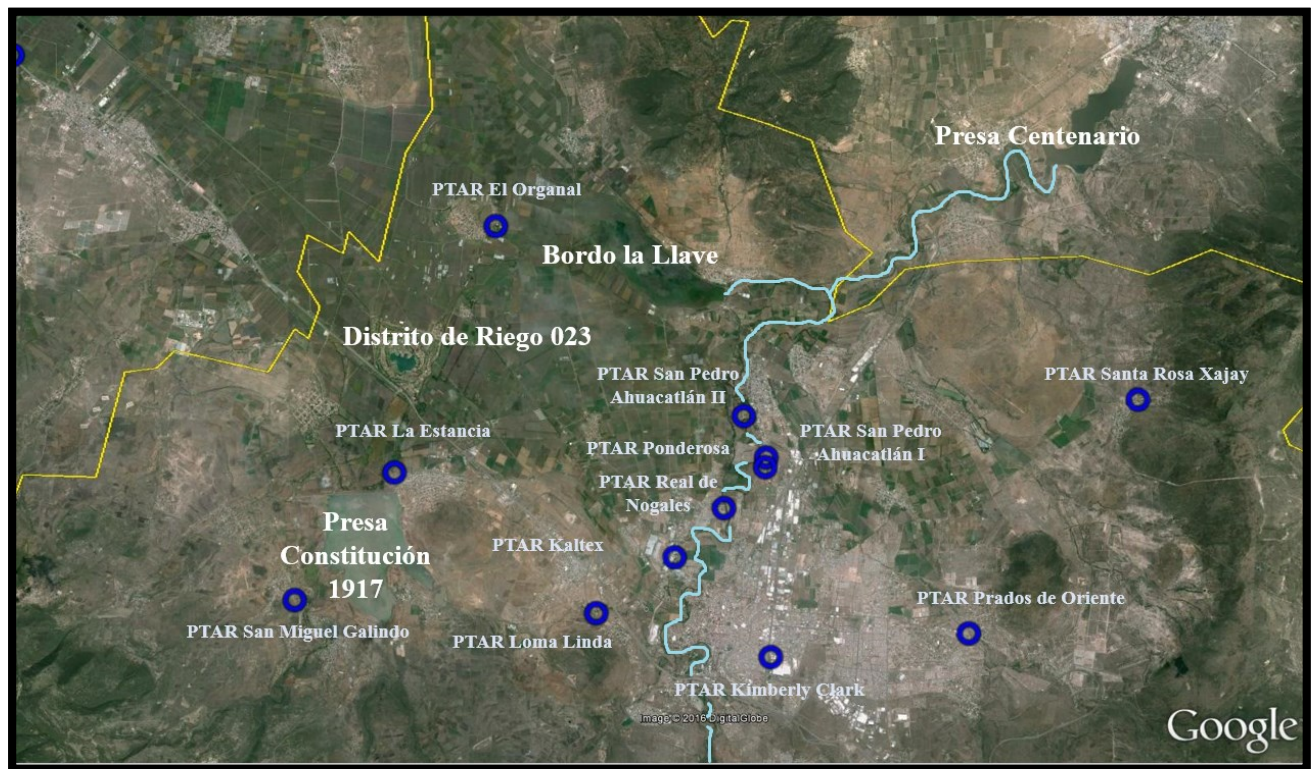 Presa Centenario
PTAR El Organal
Bordo la Llave
Distrito de Riego 023
PTAR San Pedro
Ahuacatlán II
PTAR Santa Rosa Xajay
PTAR La Estancia
PTAR Ponderosa
PTAR San Pedro
Ahuacatlán I
PTAR Real de
Nogales
Presa
Constitución
1917
PTAR Kaltex
PTAR San Miguel Galindo
PTAR Loma Linda
PTAR Prados de Oriente
PTAR Kimberly Clark
Image © 2016 DigitalGlobe
Google